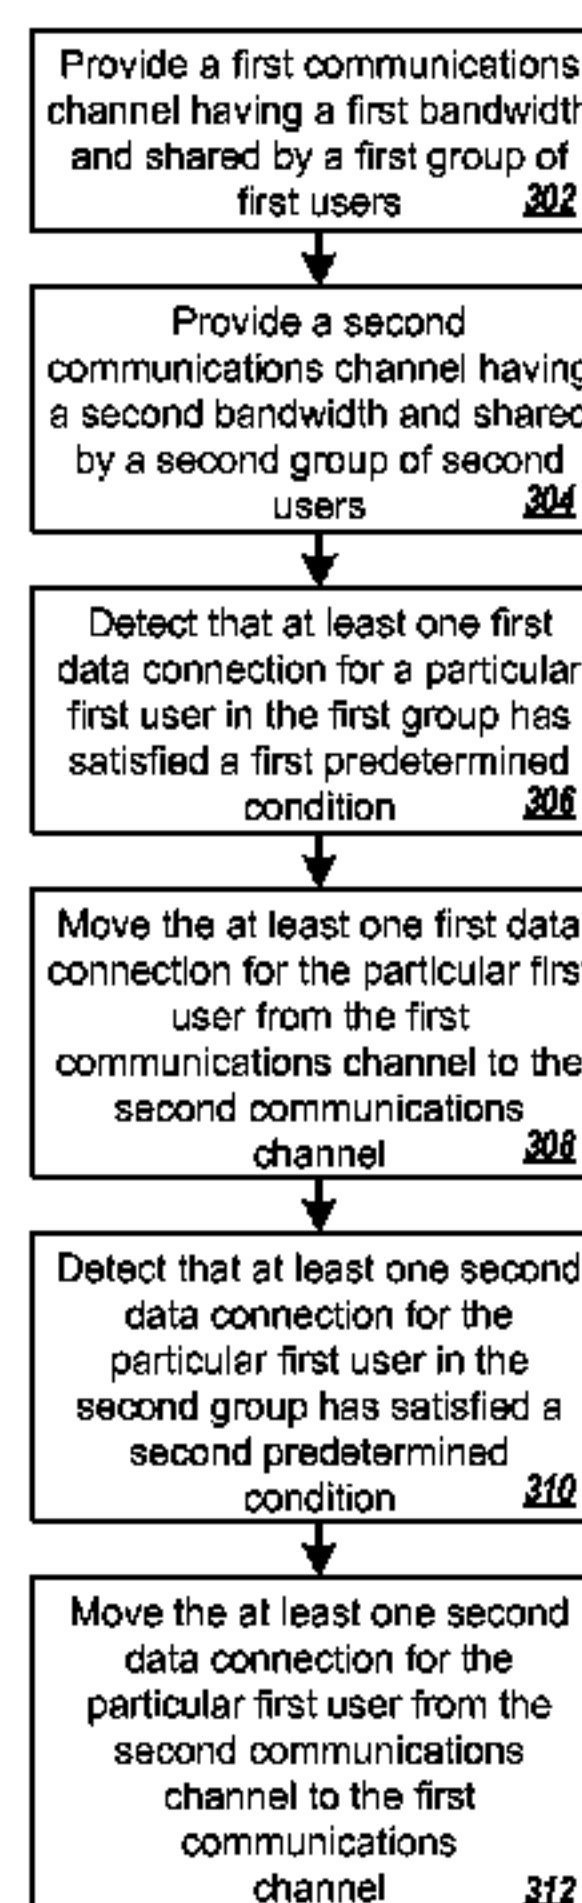 Provide a first communications
channel having a first bandwidth
and shared by a first group of
first users 302
Provide a second
communications channel having
a second bandwidth and shared
by a second group of second
users 304
Detect that at least one first
data connection for a particular
first user in the first group has
satisfied a first predetermined
condition 306
Move the at least one first data
connection for the particular first
user from the first
communications channel to the
second communications
channel 308
Detect that at least one second
data connection for the
particular first user in the
second group has satisfied a
second predetermined
condition 310
Move the at least one second
data connection for the
particular first user from the
second communications
channel to the first
communications
channel 312